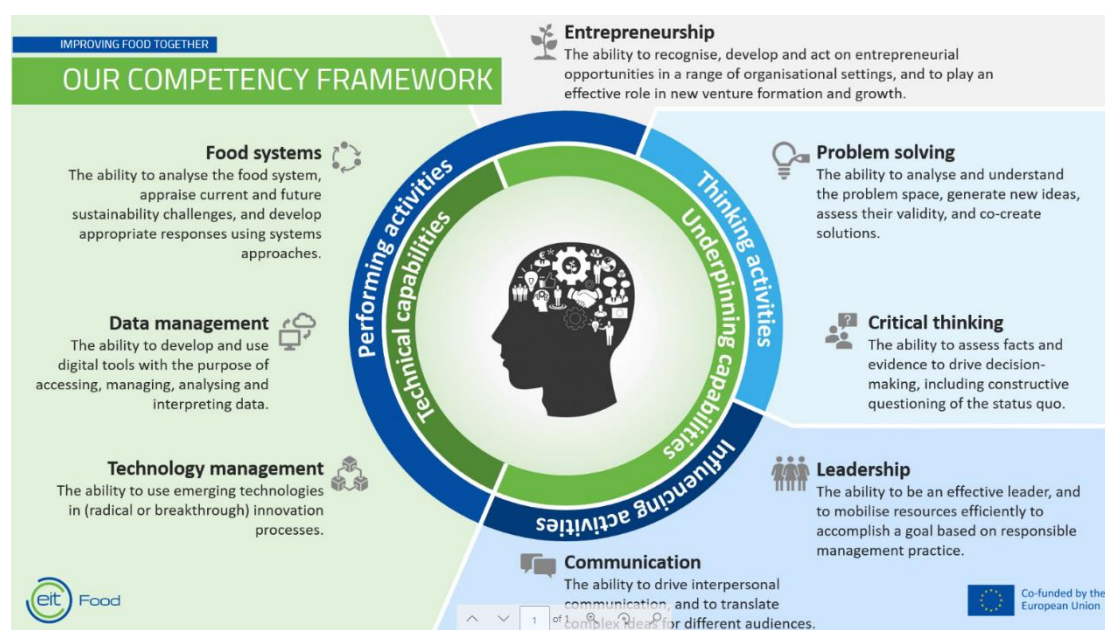 IMPROVING FOOD TOGETHER
OUR COMPETENCY FRAMEWORK
Entrepreneurship
The ability to recognise, develop and act on entrepreneurial
opportunities in a range of organisational settings, and to play an
effective role in new venture formation and growth.
Food systems
The ability to analyse the food system,
appraise current and future
sustainability challenges, and develop
appropriate responses using systems
approaches.
Data management
The ability to develop and use
digital tools with the purpose of
accessing, managing, analysing and
interpreting data.
Technology management
The ability to use emerging technologies
in (radical or breakthrough) innovation
processes.
Performing activities
Technical capabilities
Thinking activities
Underpinning capabilities
Influencing activities
Problem solving
The ability to analyse and understand
the problem space, generate new ideas,
assess their validity, and co-create
solutions.
Critical thinking
The ability to assess facts and
evidence to drive decision-
making, including constructive
questioning of the status quo.
Leadership
The ability to be an effective leader, and
to mobilise resources efficiently to
accomplish a goal based on responsible
management practice.
Communication
The ability to drive interpersonal
communication, and to translate
complex ideas for different audiences.
1 of 1
eit Food
Co-funded by the
European Union